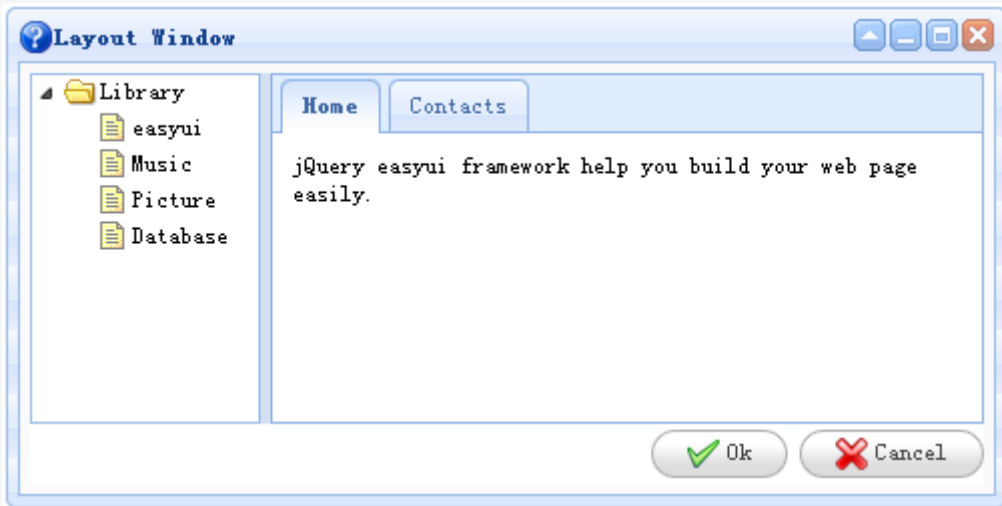 Layout Window
Library
easyui
Music
Picture
Database
Home
Contacts
jQuery easyui framework help you build your web page
easily.
Ok
Cancel